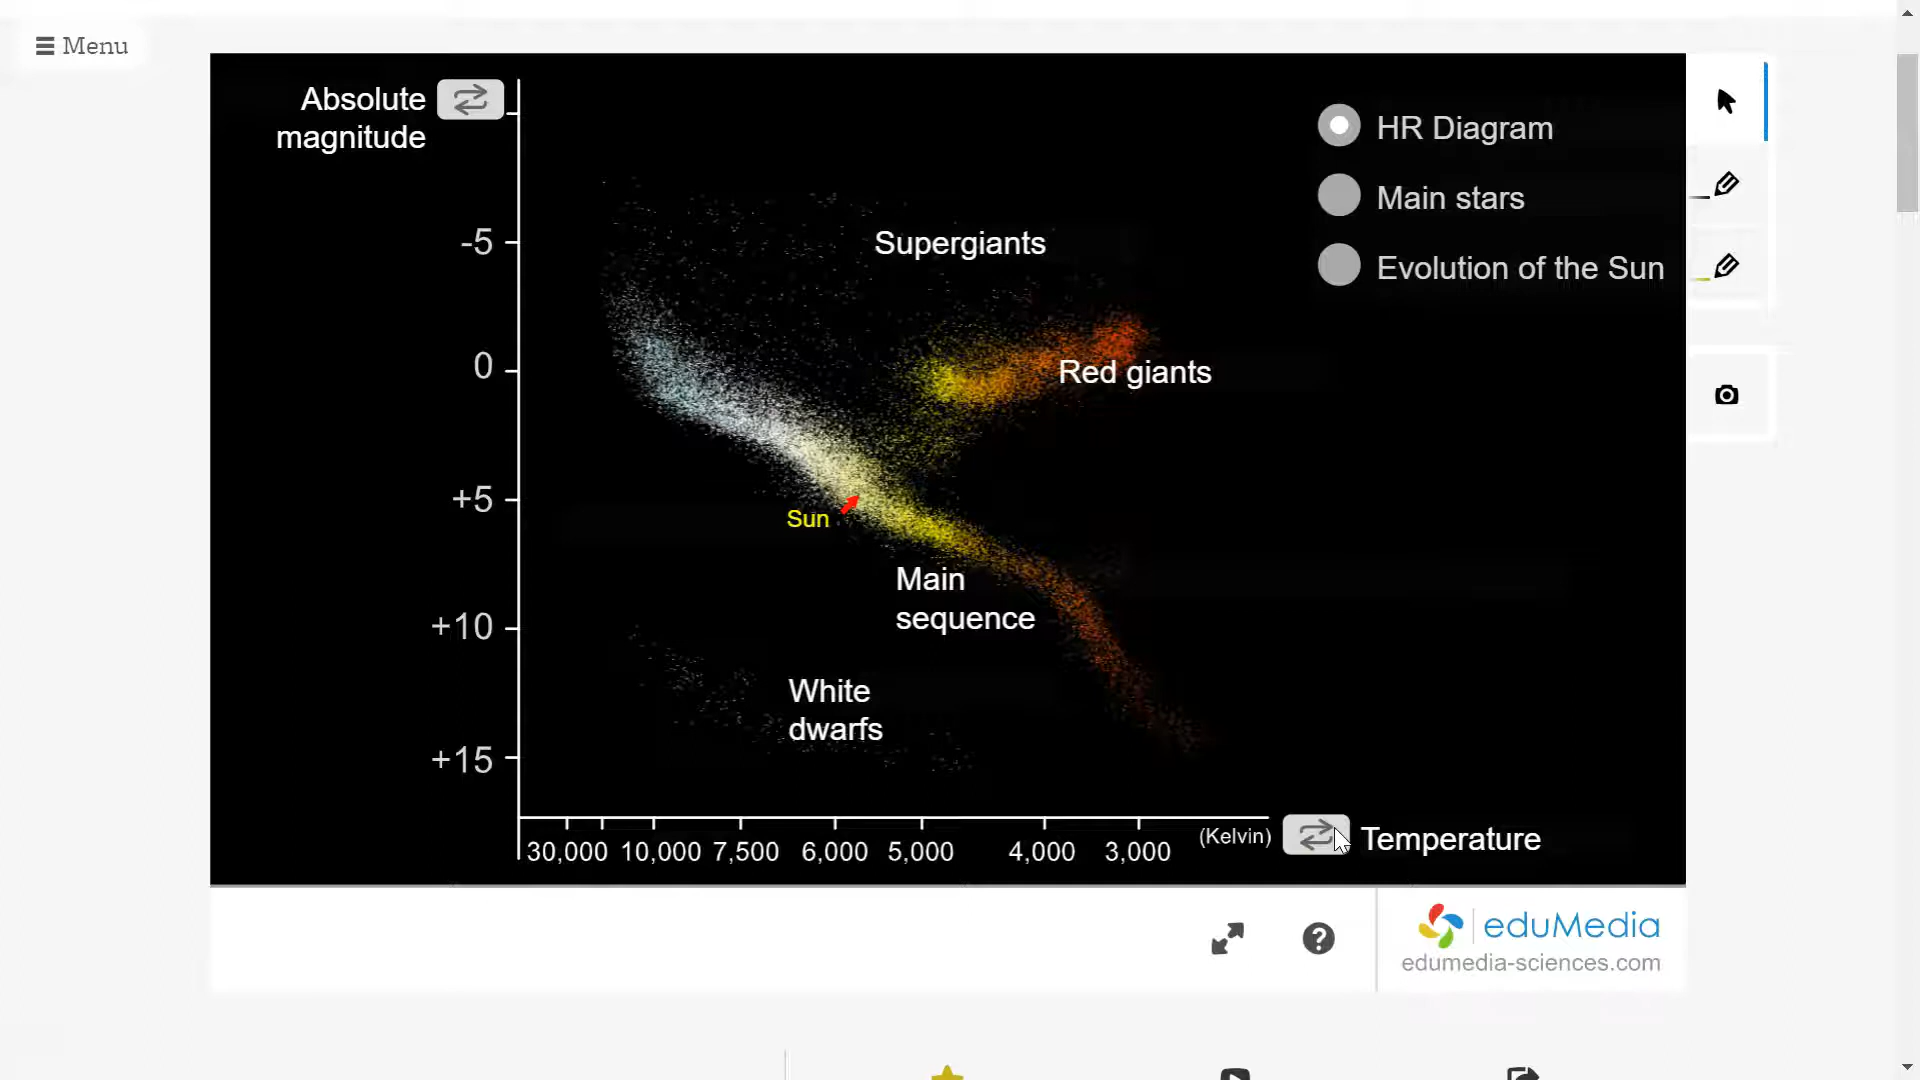 Menu
Absolute
magnitude
HR Diagram
Main stars
Evolution of the Sun
Supergiants
-5
0
Red giants
+5
Sun
Main
sequence
+10
White
dwarfs
+15
30,000 10,000 7,500 6,000 5,000 4,000 3,000 (Kelvin)
Temperature
eduMedia
edumedia-sciences.com